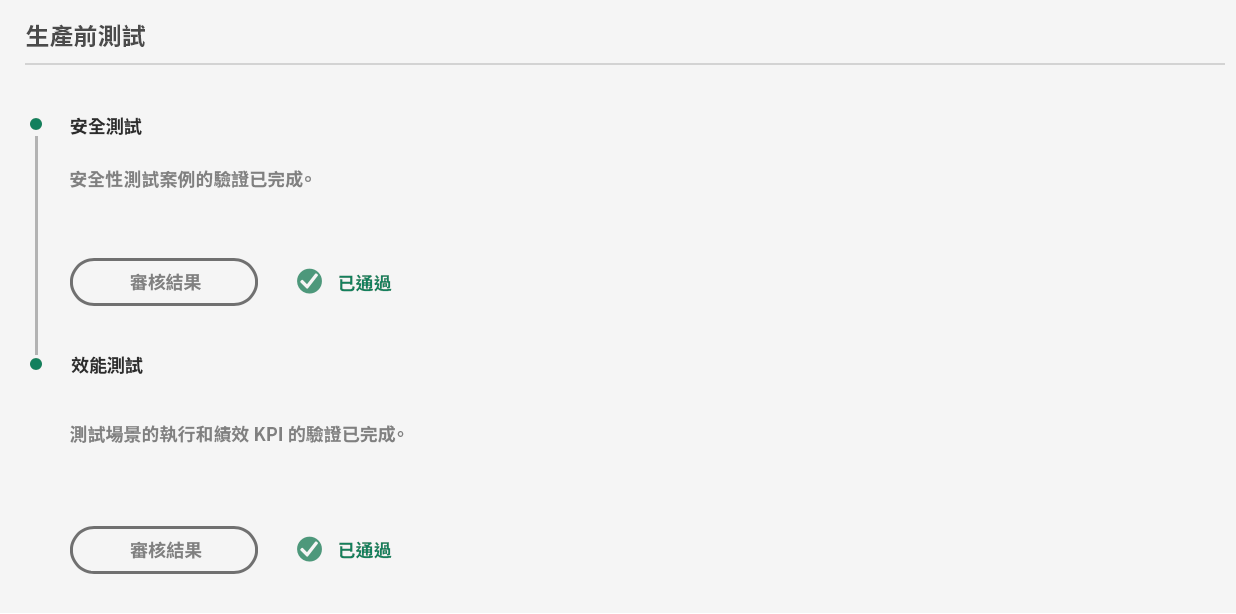 生產前測試
安全測試
安全性測試案例的驗證已完成。
審核結果
已通過
效能測試
測試場景的執行和績效 KPI 的驗證已完成。
審核結果
已通過